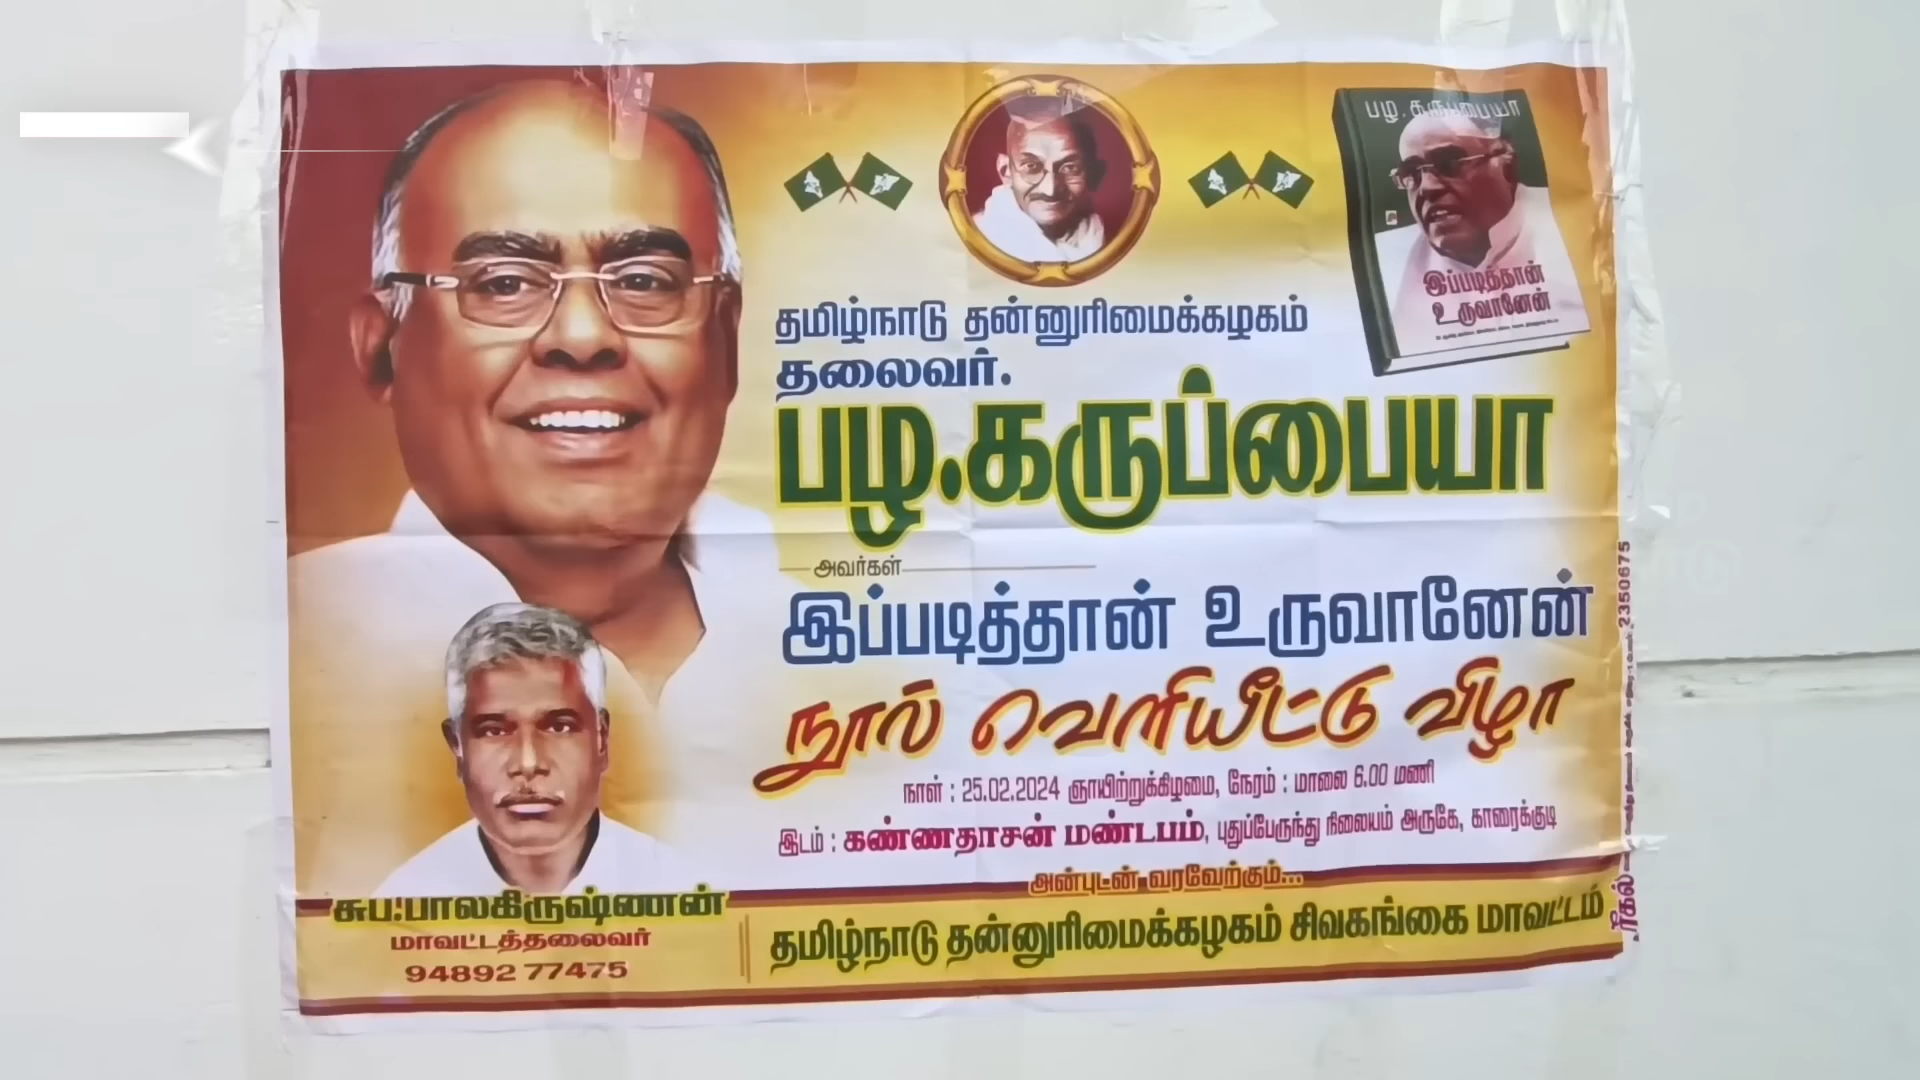 பழ. கருப்பையா
இப்படித்தான்
உருவானேன்
தமிழ்நாடு தன்னுரிமைக்கழகம்
தலைவர்.
பழ.கருப்பையா
அவர்கள்
இப்படித்தான் உருவானேன்
நூல் வெளியீட்டு விழா
நாள் : 25.02.2024 ஞாயிற்றுக்கிழமை, நேரம் : மாலை 6.00 மணி
இடம் : கண்ணதாசன் மண்டபம், புதுப்பேருந்து நிலையம் அருகே, காரைக்குடி
அன்புடன் வரவேற்கும்...
தமிழ்நாடு தன்னுரிமைக்கழகம் சிவகங்கை மாவட்டம்
சுப.பாலகிருஷ்ணன்
மாவட்டத்தலைவர்
94892 77475
2350675